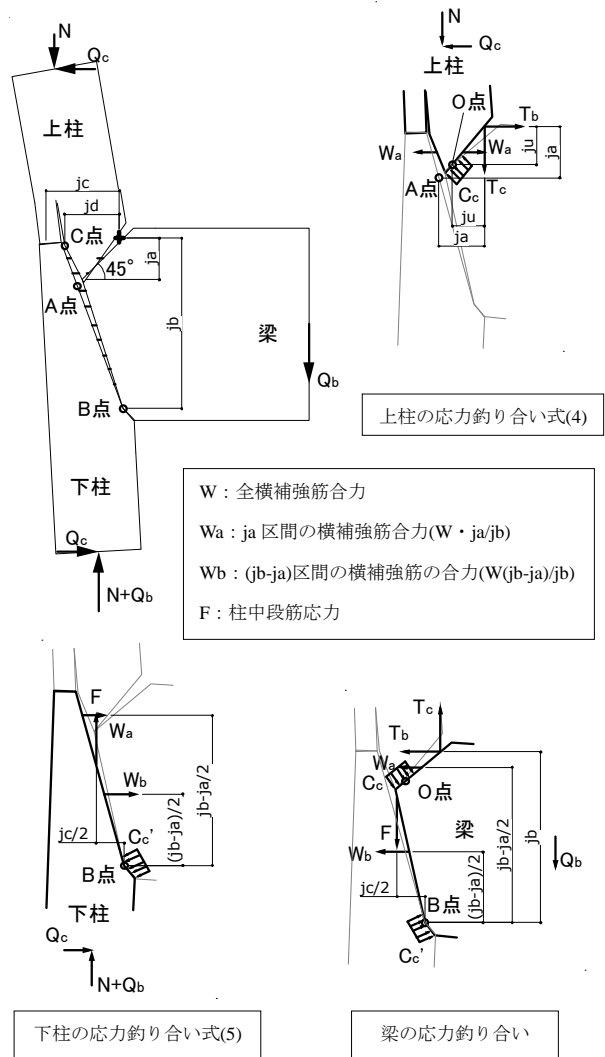 N
Qc
上柱
jc
jd
C点
45°
ja
A点
jb
梁
Qb
B点
下柱
Qc
N+Qb
N
Qc
上柱
O点
Tb
Wa
Wa
ju
ja
A点
Cc
Tc
ju
ja
上柱の応力釣り合い式(4)
W：全横補強筋合力
Wa：ja 区間の横補強筋合力(W・ja/jb)
Wb：(jb-ja)区間の横補強筋の合力(W(jb-ja)/jb)
F：柱中段筋応力
F
Wa
Wb
jb-ja/2
(jb-ja)/2
jc/2
Cc'
B点
下柱
Qc
N+Qb
下柱の応力釣り合い式(5)
Tc
Tb
Wa
Cc
O点
F
梁
Wb
jb-ja/2
jb
(jb-ja)/2
Qb
jc/2
B点
Cc'
梁の応力釣り合い